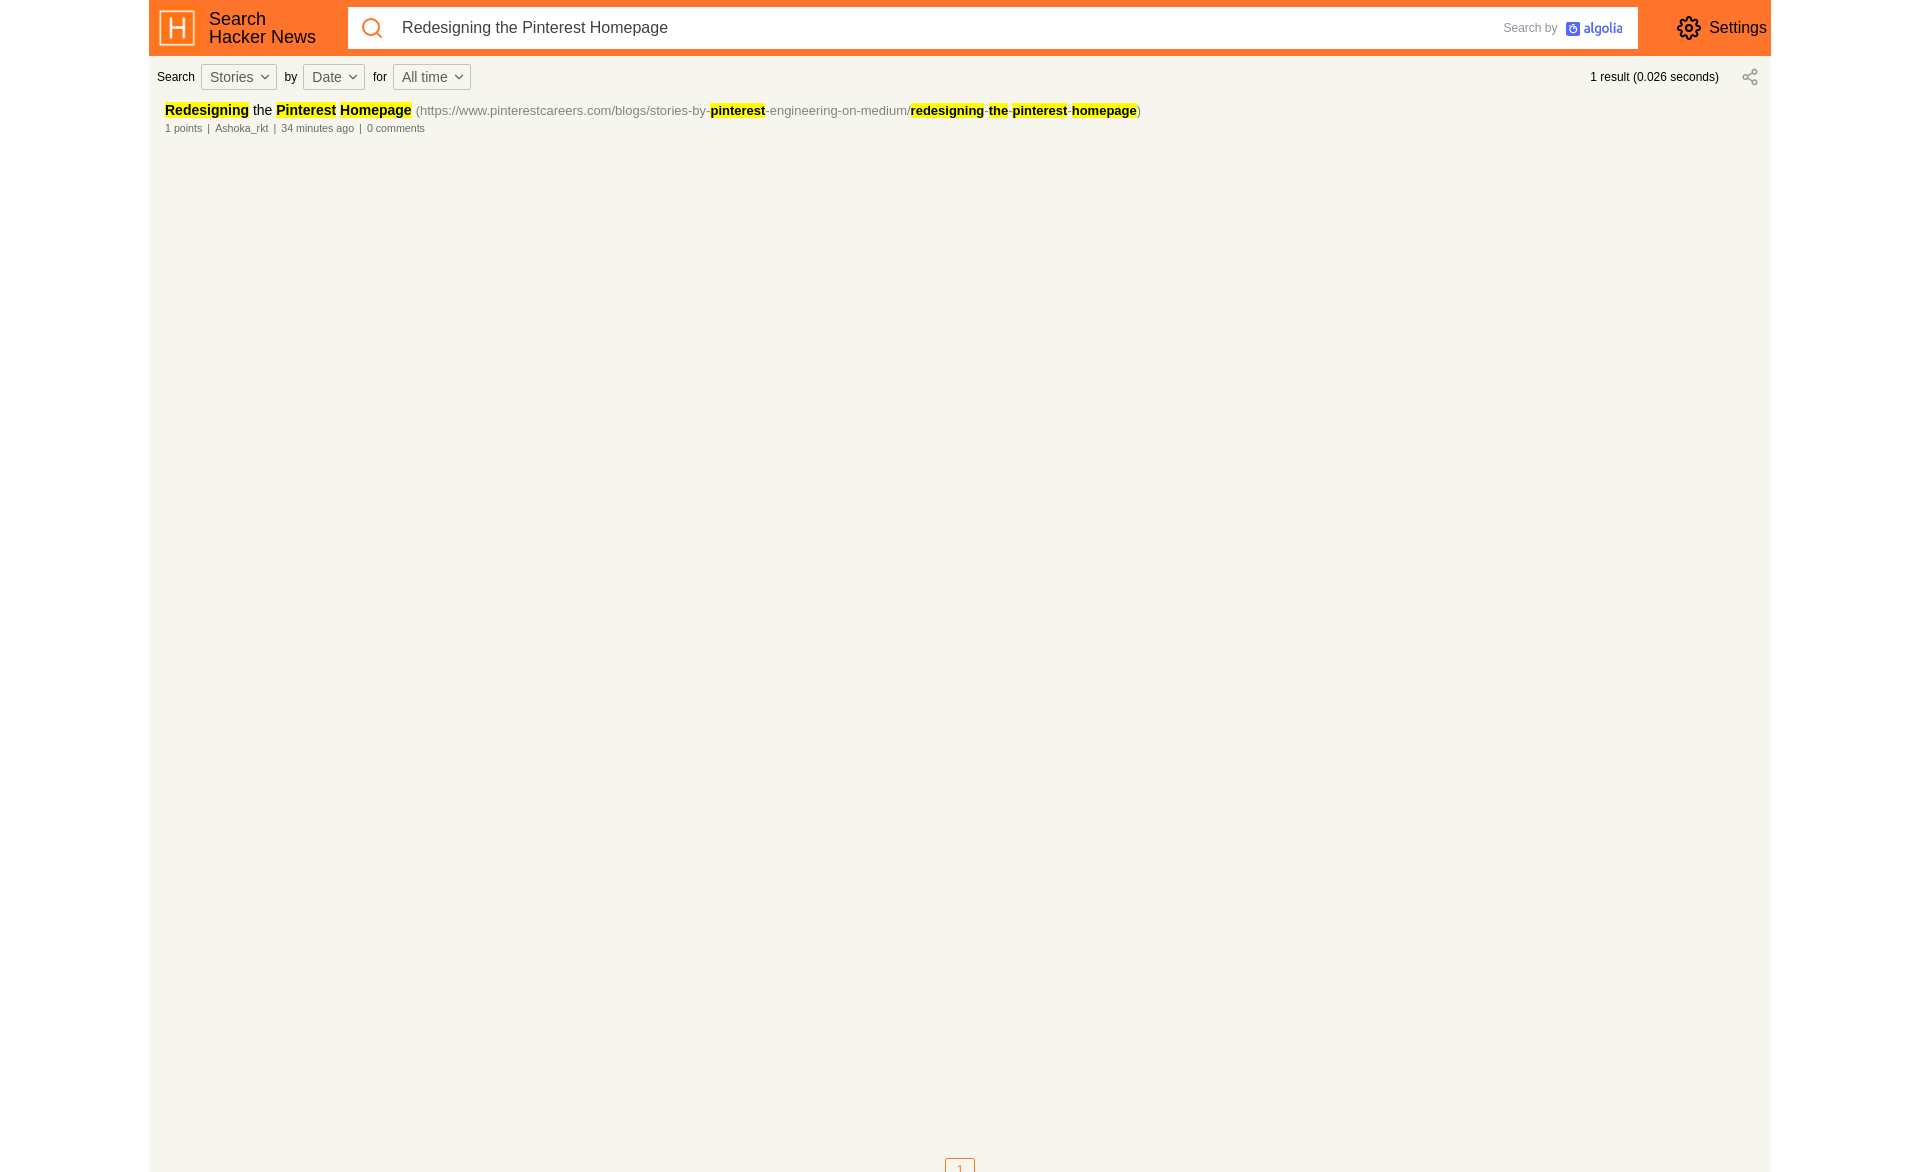 Search
Hacker News
Redesigning the Pinterest Homepage
Search by algolia
Settings
Search Stories by Date for All time
1 result (0.026 seconds)
Redesigning the Pinterest Homepage (https://www.pinterestcareers.com/blogs/stories-by-pinterest-engineering-on-medium/redesigning-the-pinterest-homepage)
1 points | Ashoka_rkt | 34 minutes ago | 0 comments
1